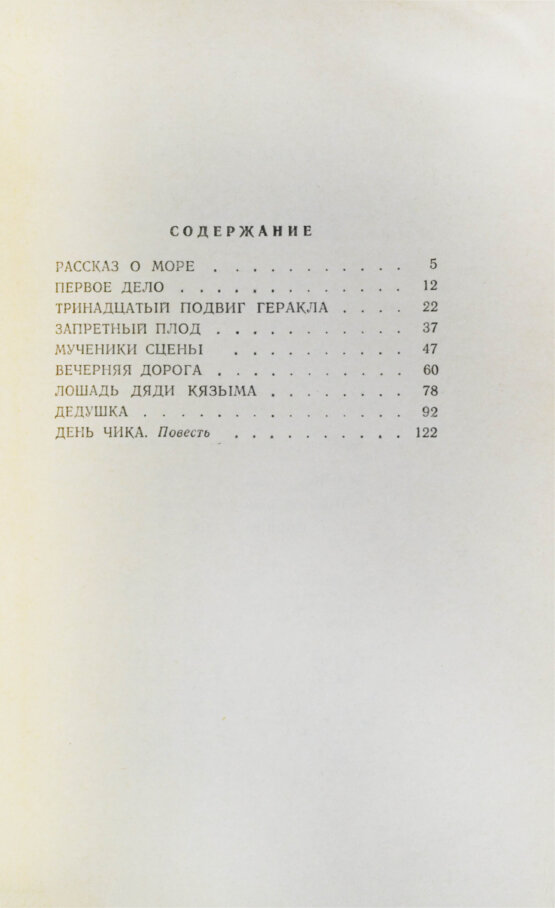 СОДЕРЖАНИЕ
РАССКАЗ О МОРЕ . . . . . . . . . . . 5
ПЕРВОЕ ДЕЛО . . . . . . . . . . . . . 12
ТРИНАДЦАТЫЙ ПОДВИГ ГЕРАКЛА . . . . 22
ЗАПРЕТНЫЙ ПЛОД . . . . . . . . . . . 37
МУЧЕНИКИ СЦЕНЫ . . . . . . . . . . 47
ВЕЧЕРНЯЯ ДОРОГА . . . . . . . . . . . 60
ЛОШАДЬ ДЯДИ КЯЗЫМА . . . . . . . . 78
ДЕДУШКА . . . . . . . . . . . . . . . 92
ДЕНЬ ЧИКА. Повесть . . . . . . . . . . 122